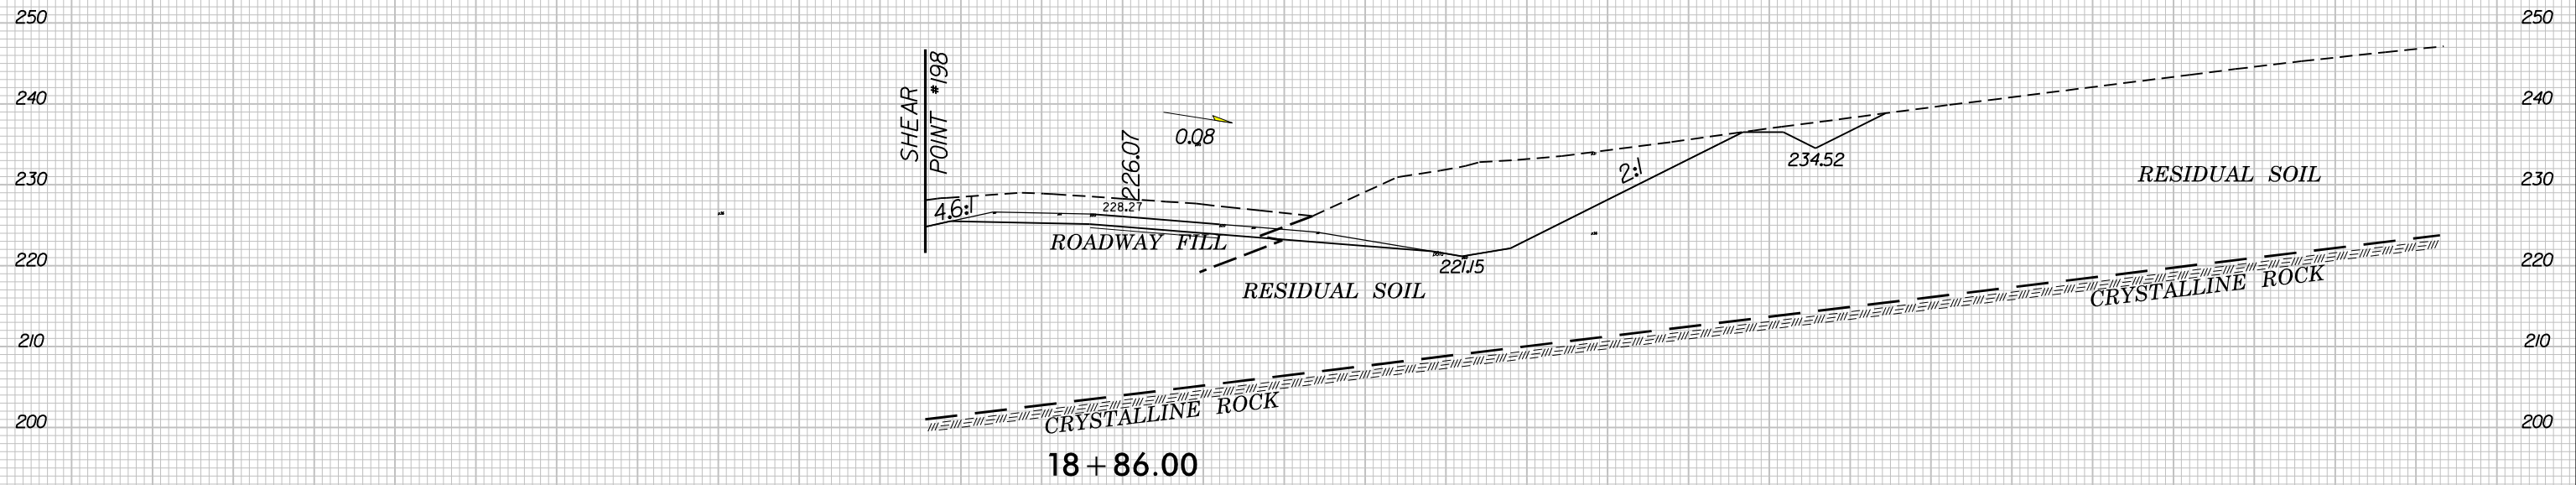 250
250
240
240
230
230
220
220
210
210
200
200
SHEAR
POINT #198
4.6:1
226.07
228.27
0.08
ROADWAY FILL
RESIDUAL SOIL
221.15
2:1
234.52
RESIDUAL SOIL
CRYSTALLINE ROCK
CRYSTALLINE ROCK
18+86.00